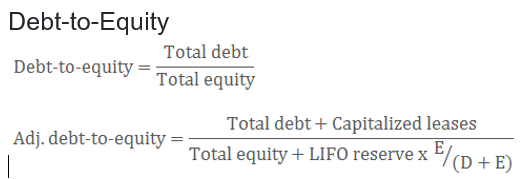 Debt-to-Equity
Debt-to-equity = Total debt / Total equity
Adj. debt-to-equity = Total debt + Capitalized leases / Total equity + LIFO reserve x E/(D + E)